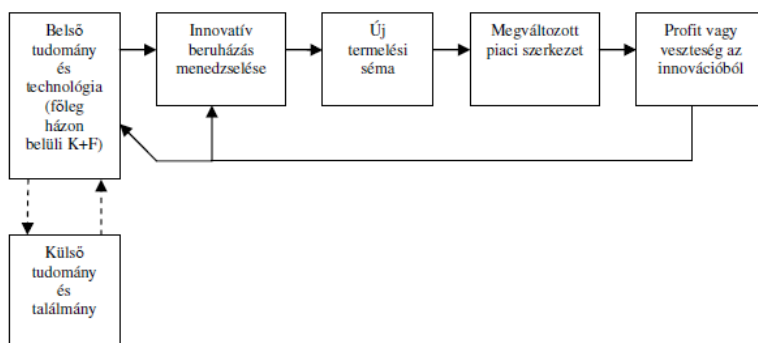 Belső
tudomány
és
technológia
(főleg
házon
belüli K+F)
Innovatív
beruházás
menedzselése
Új
termelési
séma
Megváltozott
piaci szerkezet
Profit vagy
veszteség az
innovációból
Külső
tudomány
és
találmány